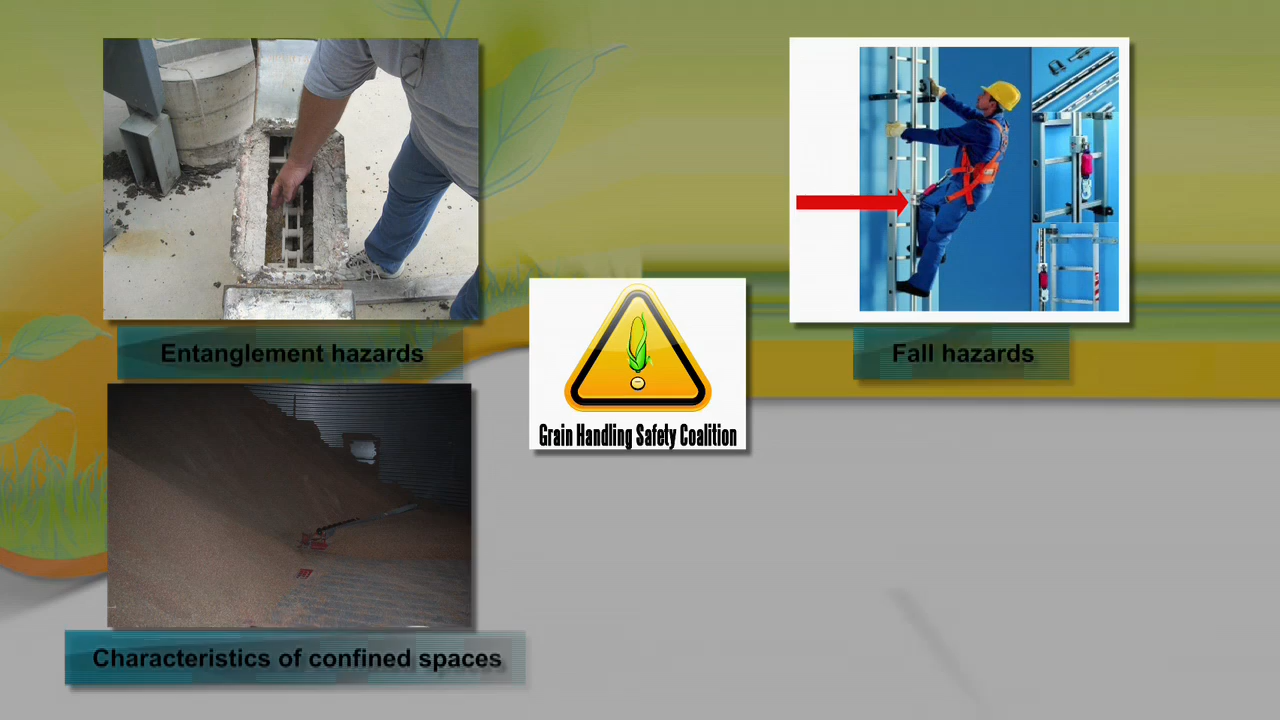 Entanglement hazards
Fall hazards
Grain Handling Safety Coalition
Characteristics of confined spaces